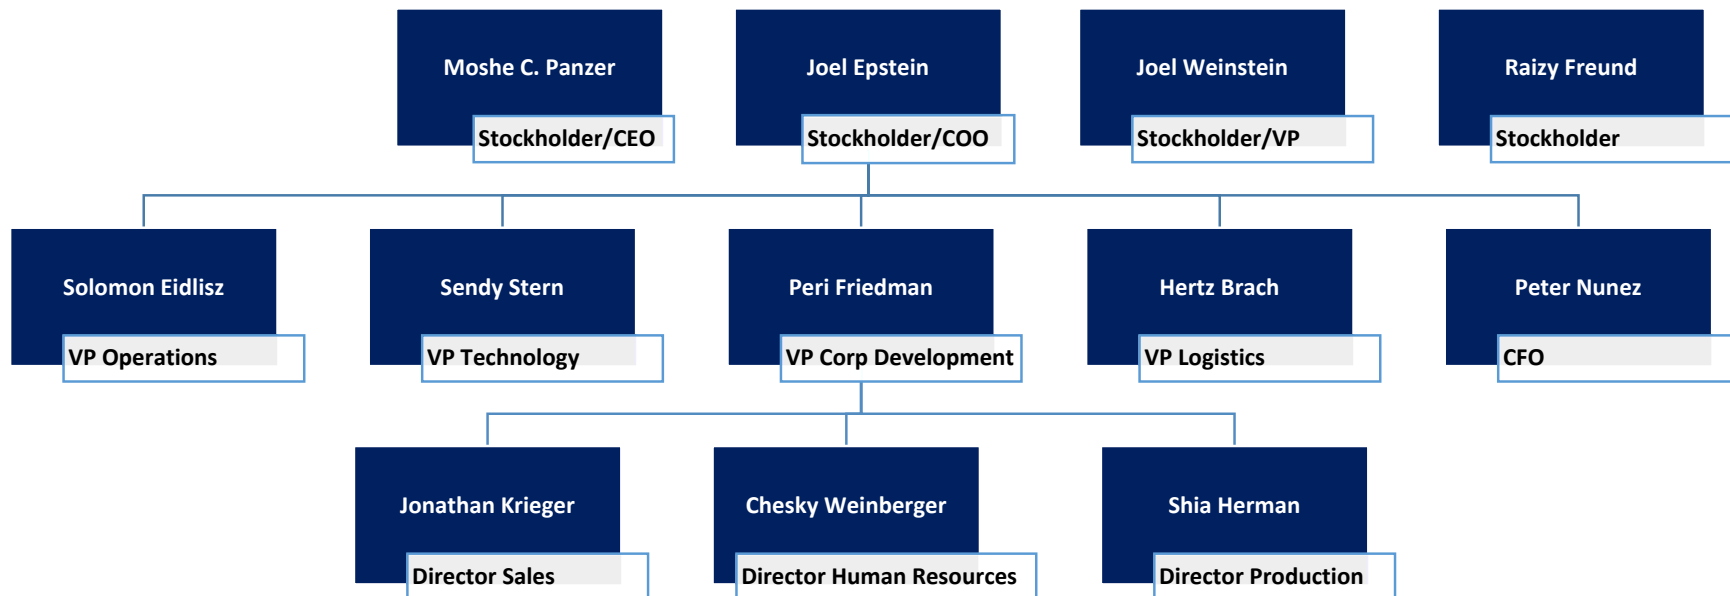 Moshe C. Panzer
Stockholder/CEO
Joel Epstein
Stockholder/COO
Joel Weinstein
Stockholder/VP
Raizy Freund
Stockholder
Solomon Eidlisz
VP Operations
Sendy Stern
VP Technology
Peri Friedman
VP Corp Development
Hertz Brach
VP Logistics
Peter Nunez
CFO
Jonathan Krieger
Director Sales
Chesky Weinberger
Director Human Resources
Shia Herman
Director Production